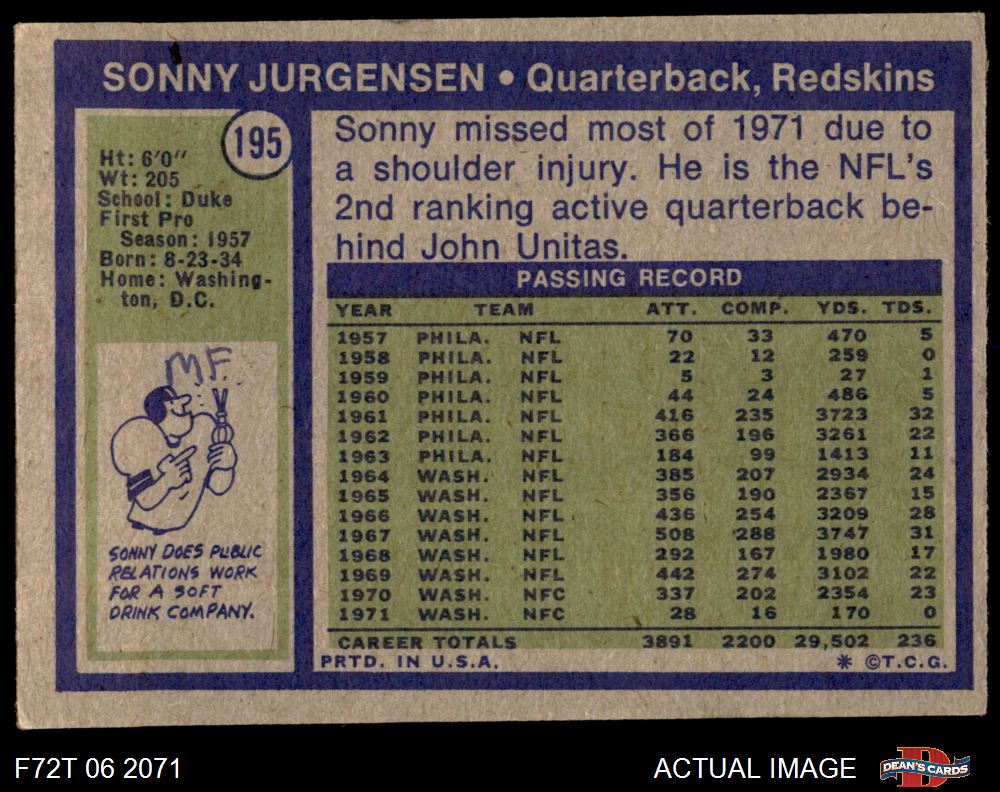 SONNY JURGENSEN • Quarterback, Redskins
195
Ht: 6'0"
Wt: 205
School: Duke
First Pro
Season: 1957
Born: 8-23-34
Home: Washing-
ton, D.C.
MF
SONNY DOES PUBLIC
RELATIONS WORK
FOR A SOFT
DRINK COMPANY.
Sonny missed most of 1971 due to
a shoulder injury. He is the NFL's
2nd ranking active quarterback be-
hind John Unitas.
PASSING RECORD
YEAR TEAM ATT. COMP. YDS. TDS.
1957 PHILA. NFL 70 33 470 5
1958 PHILA. NFL 22 12 259 0
1959 PHILA. NFL 5 3 27 1
1960 PHILA. NFL 44 24 486 5
1961 PHILA. NFL 416 235 3723 32
1962 PHILA. NFL 366 196 3261 22
1963 PHILA. NFL 184 99 1413 11
1964 WASH. NFL 385 207 2934 24
1965 WASH. NFL 356 190 2367 15
1966 WASH. NFL 436 254 3209 28
1967 WASH. NFL 508 288 3747 31
1968 WASH. NFL 292 167 1980 17
1969 WASH. NFL 442 274 3102 22
1970 WASH. NFC 337 202 2354 23
1971 WASH. NFC 28 16 170 0
CAREER TOTALS 3891 2200 29,502 236
PRTD. IN U.S.A. * ©T.C.G.
F72T 06 2071
ACTUAL IMAGE
D
DEAN'S CARDS